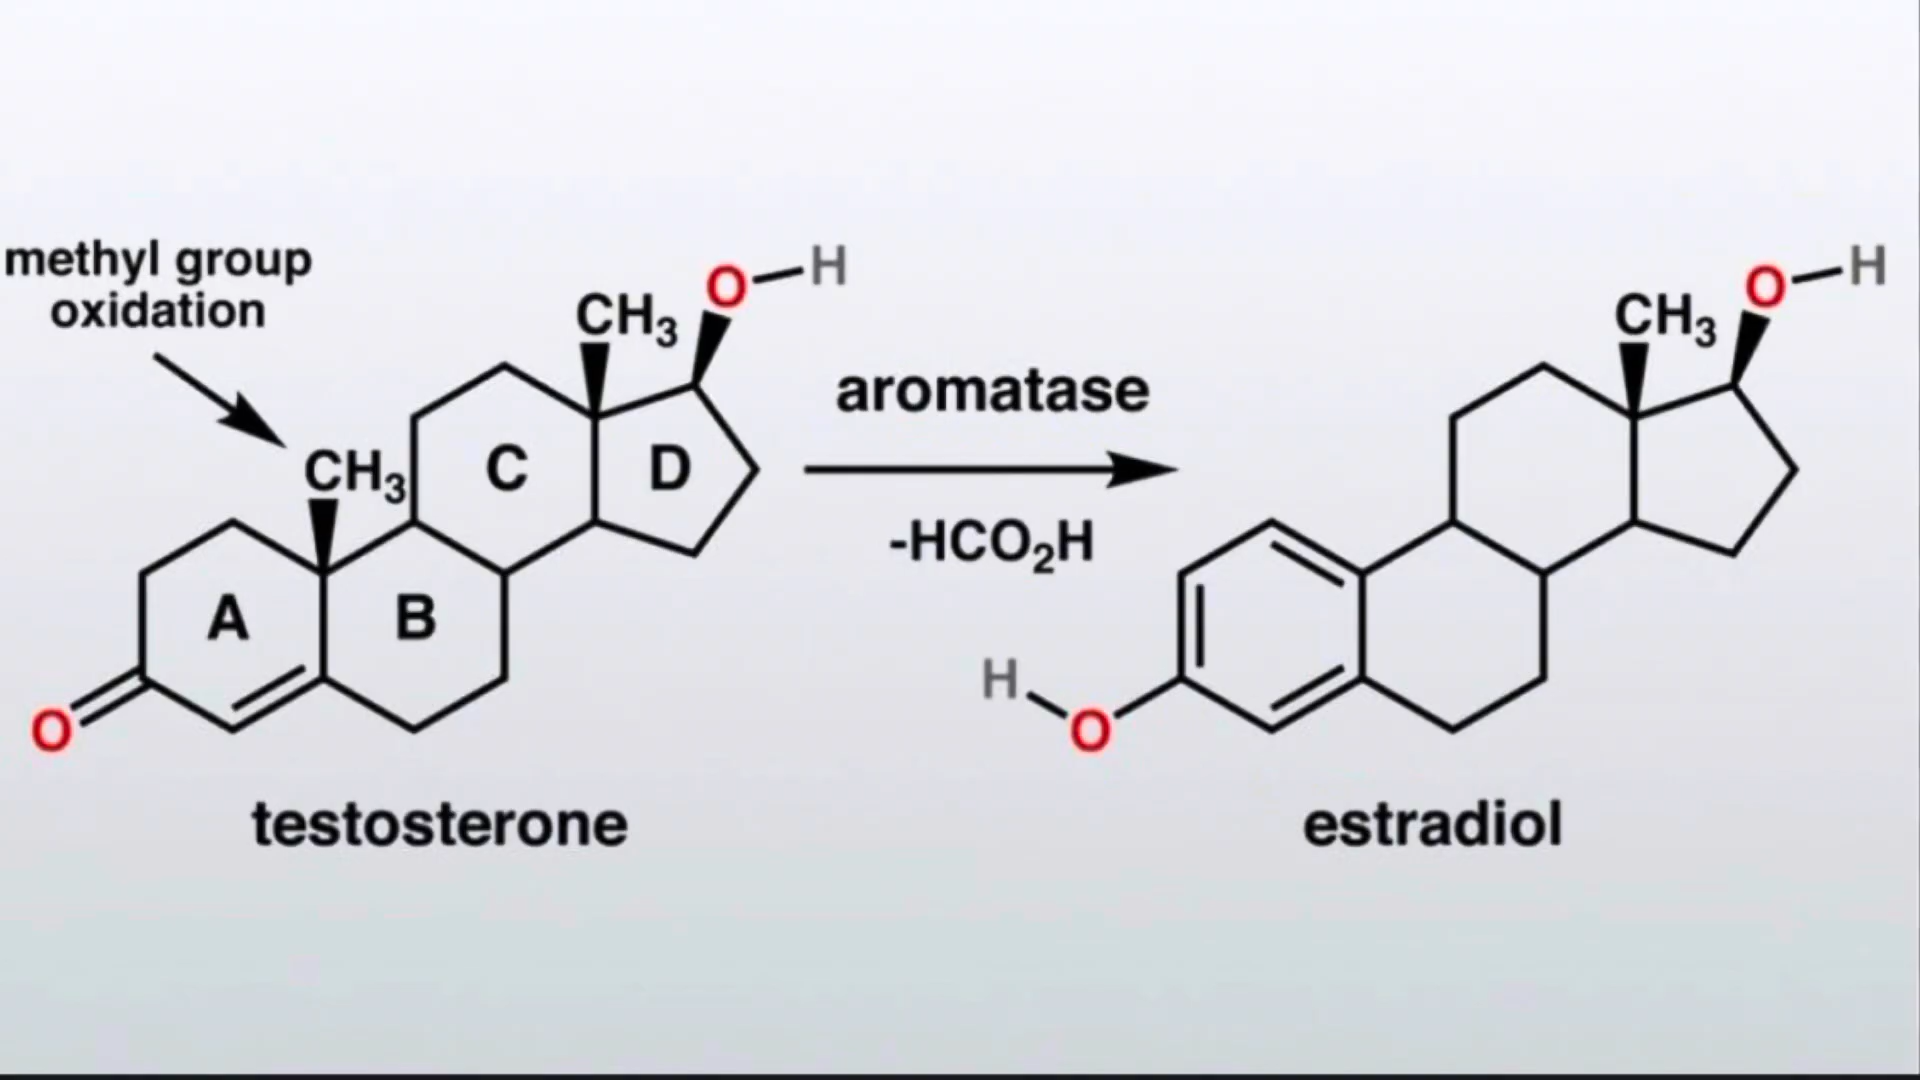 methyl group
oxidation
CH₃
O
H
CH₃
A
B
C
D
O
testosterone
aromatase
-HCO₂H
CH₃
O
H
H
O
estradiol